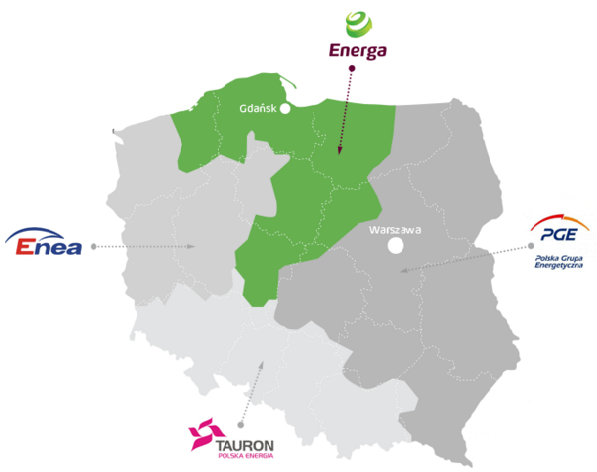 Energa
Gdańsk
Warszawa
Enea
PGE
Polska Grupa
Energetyczna
TAURON
POLSKA ENERGIA